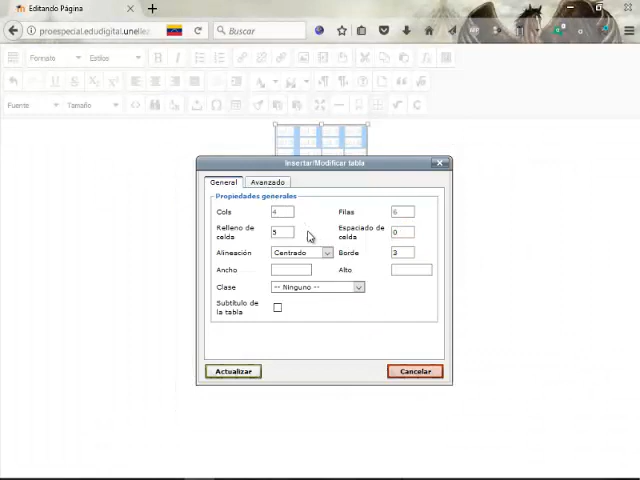 Editando Página
proespecial.edudigital.unellez
Buscar
Formato
Estilos
Fuente
Tamaño
Insertar/Modificar tabla
General
Avanzado
Propiedades generales
Cols 4 Filas 6
Relleno de celda 5 Espaciado de celda 0
Alineación Centrado Borde 3
Ancho Alto
Clase -- Ninguno --
Subtítulo de la tabla
Actualizar Cancelar